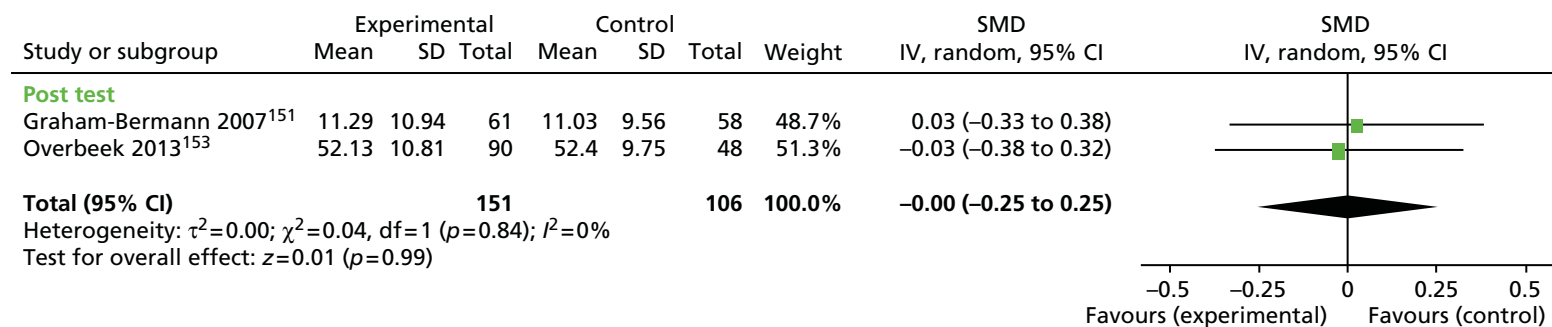 Experimental Control SMD SMD
Study or subgroup Mean SD Total Mean SD Total Weight IV, random, 95% CI IV, random, 95% CI
Post test
Graham-Bermann 2007151 11.29 10.94 61 11.03 9.56 58 48.7% 0.03 (–0.33 to 0.38)
Overbeek 2013153 52.13 10.81 90 52.4 9.75 48 51.3% –0.03 (–0.38 to 0.32)
Total (95% CI) 151 106 100.0% –0.00 (–0.25 to 0.25)
Heterogeneity: τ2=0.00; χ2=0.04, df=1 (p=0.84); I2=0%
Test for overall effect: z=0.01 (p=0.99)
–0.5 –0.25 0 0.25 0.5
Favours (experimental) Favours (control)